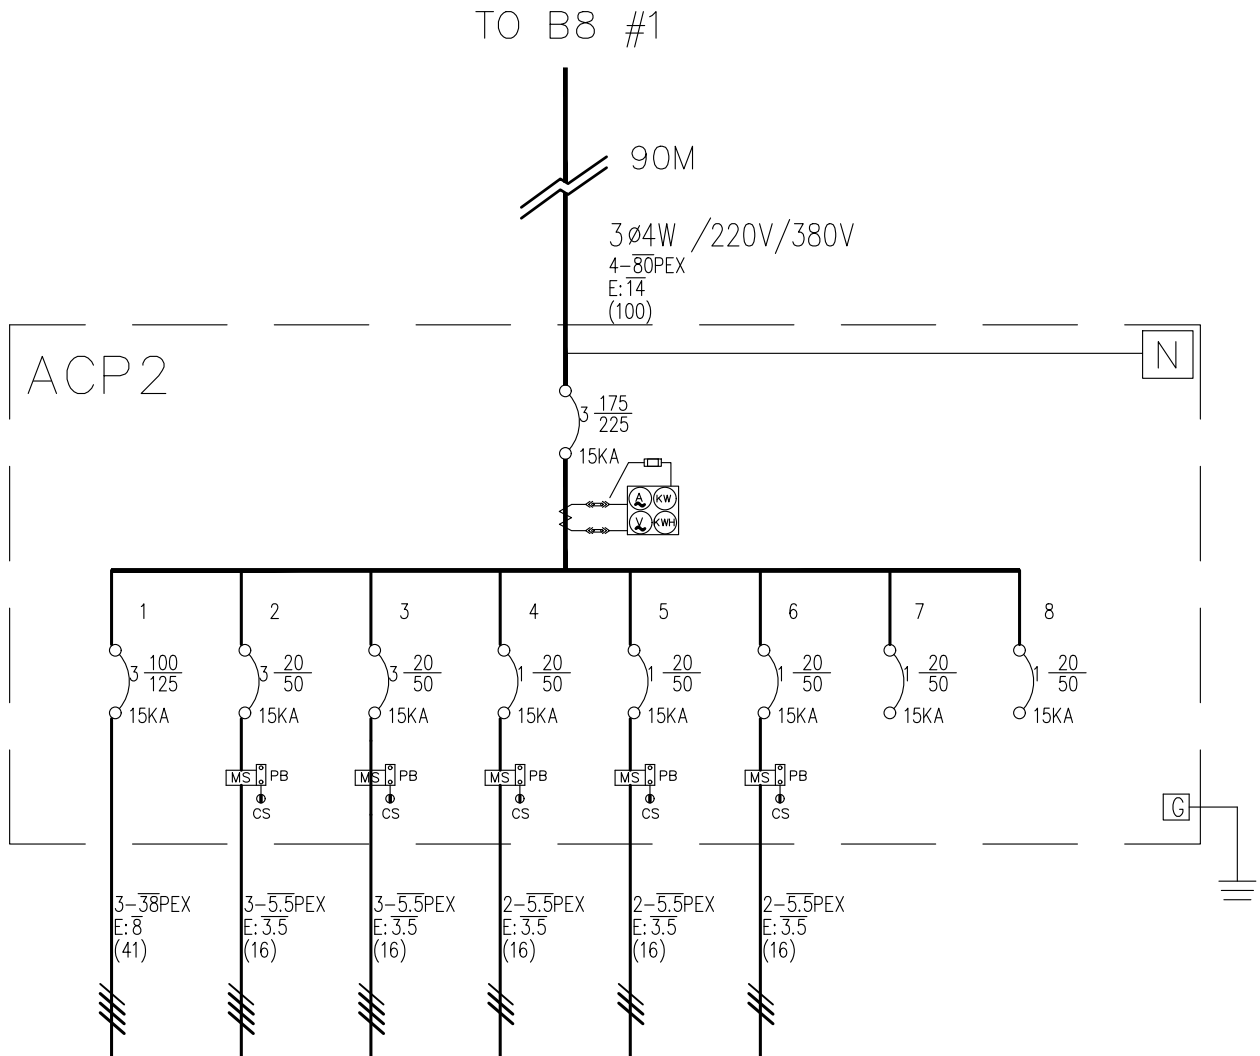 TO B8 #1
90M
3ø4W /220V/380V
4-80PEX
E:14
(100)
ACP2
N
3 175
225
15KA
A KW
V KWH
1 2 3 4 5 6 7 8
3 100 3 20 3 20 1 20 1 20 1 20 1 20 1 20
125 50 50 50 50 50 50 50
15KA 15KA 15KA 15KA 15KA 15KA 15KA 15KA
MS PB MS PB MS PB MS PB MS PB
CS CS CS CS CS
G
3-38PEX 3-5.5PEX 3-5.5PEX 2-5.5PEX 2-5.5PEX 2-5.5PEX
E:8 E:3.5 E:3.5 E:3.5 E:3.5 E:3.5
(41) (16) (16) (16) (16) (16)